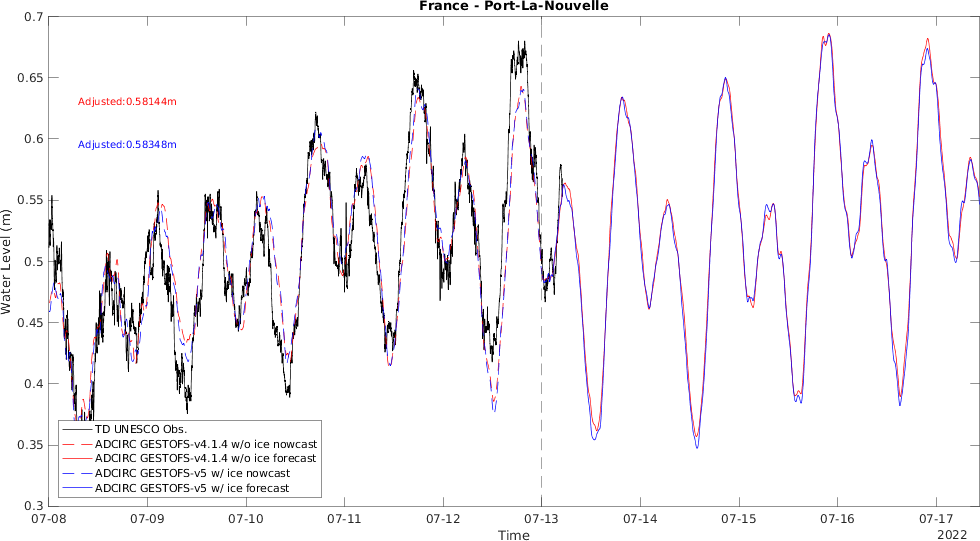 France - Port-La-Nouvelle
0.7
0.65
0.6
0.55
0.5
0.45
0.4
0.35
0.3
Water Level (m)
Adjusted:0.58144m
Adjusted:0.58348m
TD UNESCO Obs.
ADCIRC GESTOFS-v4.1.4 w/o ice nowcast
ADCIRC GESTOFS-v4.1.4 w/o ice forecast
ADCIRC GESTOFS-v5 w/ ice nowcast
ADCIRC GESTOFS-v5 w/ ice forecast
07-08 07-09 07-10 07-11 07-12 07-13 07-14 07-15 07-16 07-17
Time
2022